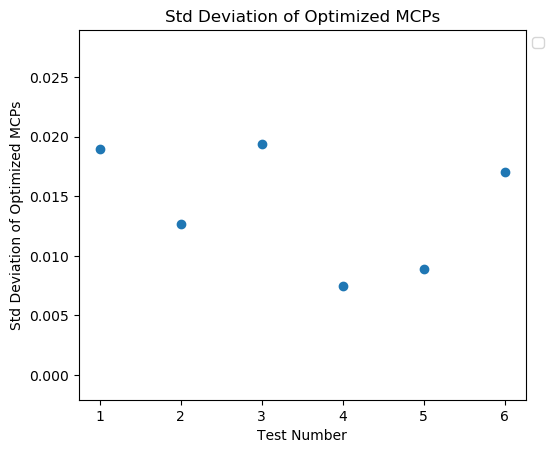 Std Deviation of Optimized MCPs
0.025
0.020
0.015
0.010
0.005
0.000
Std Deviation of Optimized MCPs
1 2 3 4 5 6
Test Number